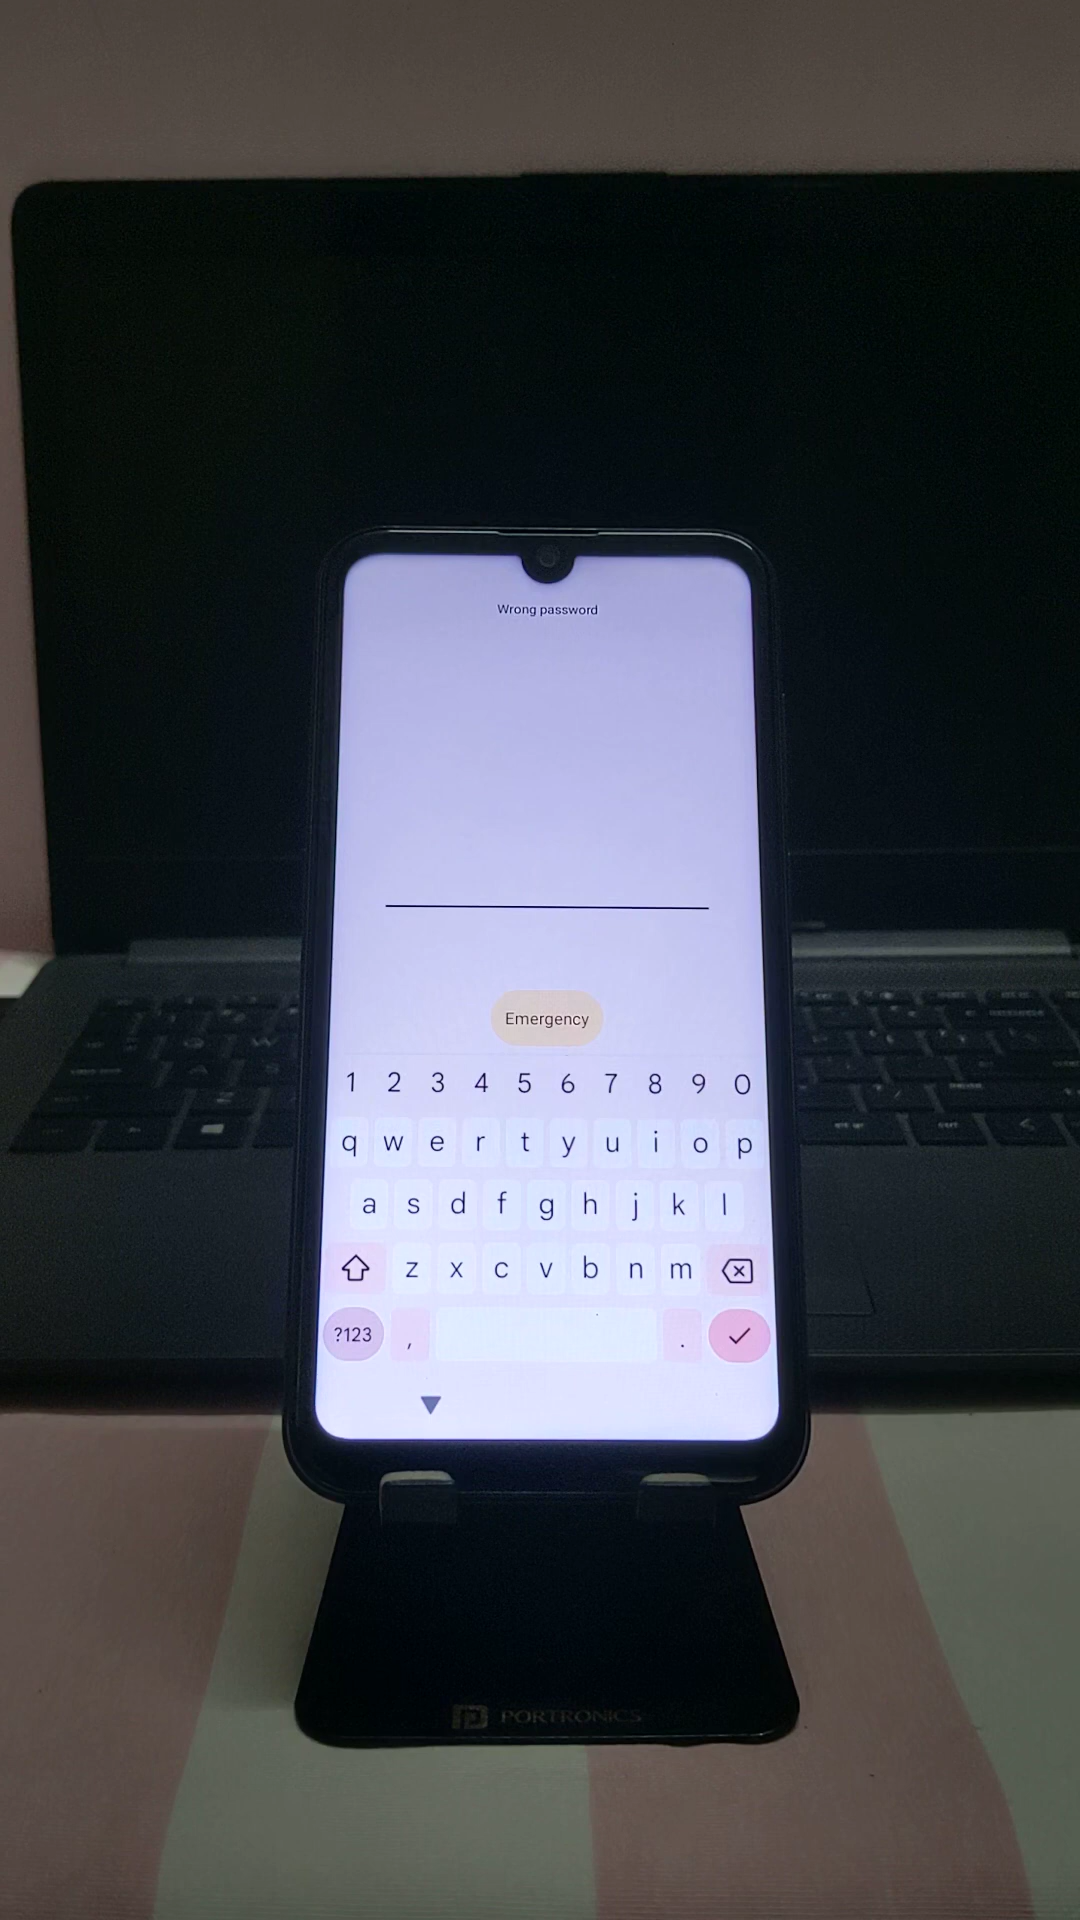 Wrong password
Emergency
1 2 3 4 5 6 7 8 9 0
q w e r t y u i o p
a s d f g h j k l
z x c v b n m
?123 , .
PORTRONICS